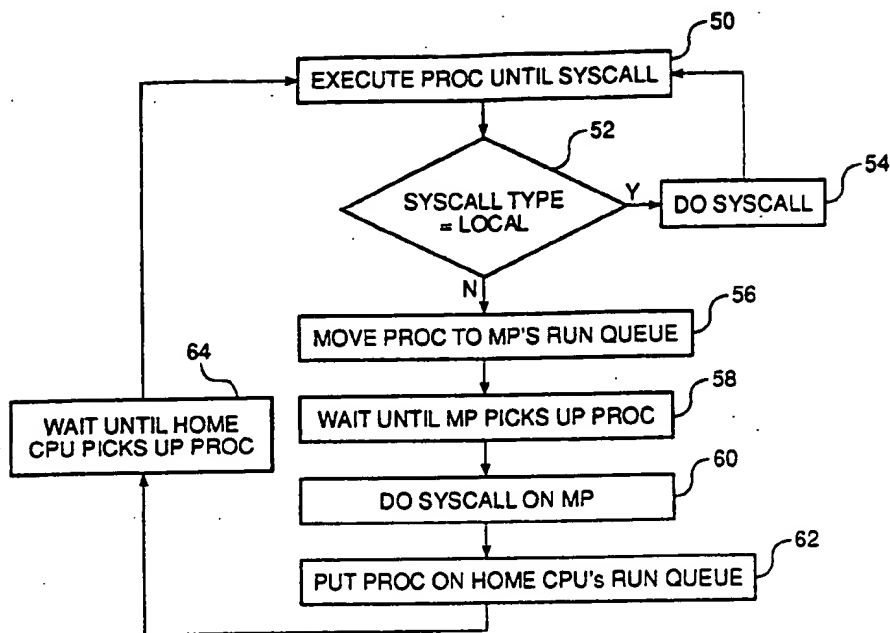 50
EXECUTE PROC UNTIL SYSCALL
52
54
SYSCALL TYPE
= LOCAL
Y
DO SYSCALL
N
56
MOVE PROC TO MP'S RUN QUEUE
64
58
WAIT UNTIL HOME
CPU PICKS UP PROC
WAIT UNTIL MP PICKS UP PROC
60
DO SYSCALL ON MP
62
PUT PROC ON HOME CPU's RUN QUEUE